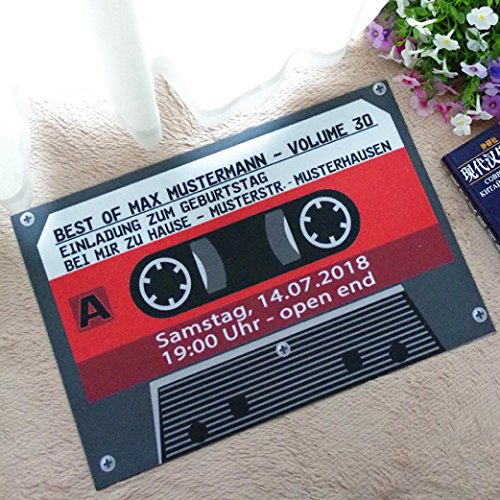 BEST OF MAX MUSTERMANN - VOLUME 30
EINLADUNG ZUM GEBURTSTAG
BEI MIR ZU HAUSE - MUSTERSTR.-MUSTERHAUSEN
A
Samstag, 14.07.2018
19:00 Uhr - open end
现代汉